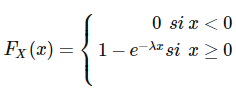 F_X(x) = { 0 si x < 0
1 − e^{−λx} si x ≥ 0